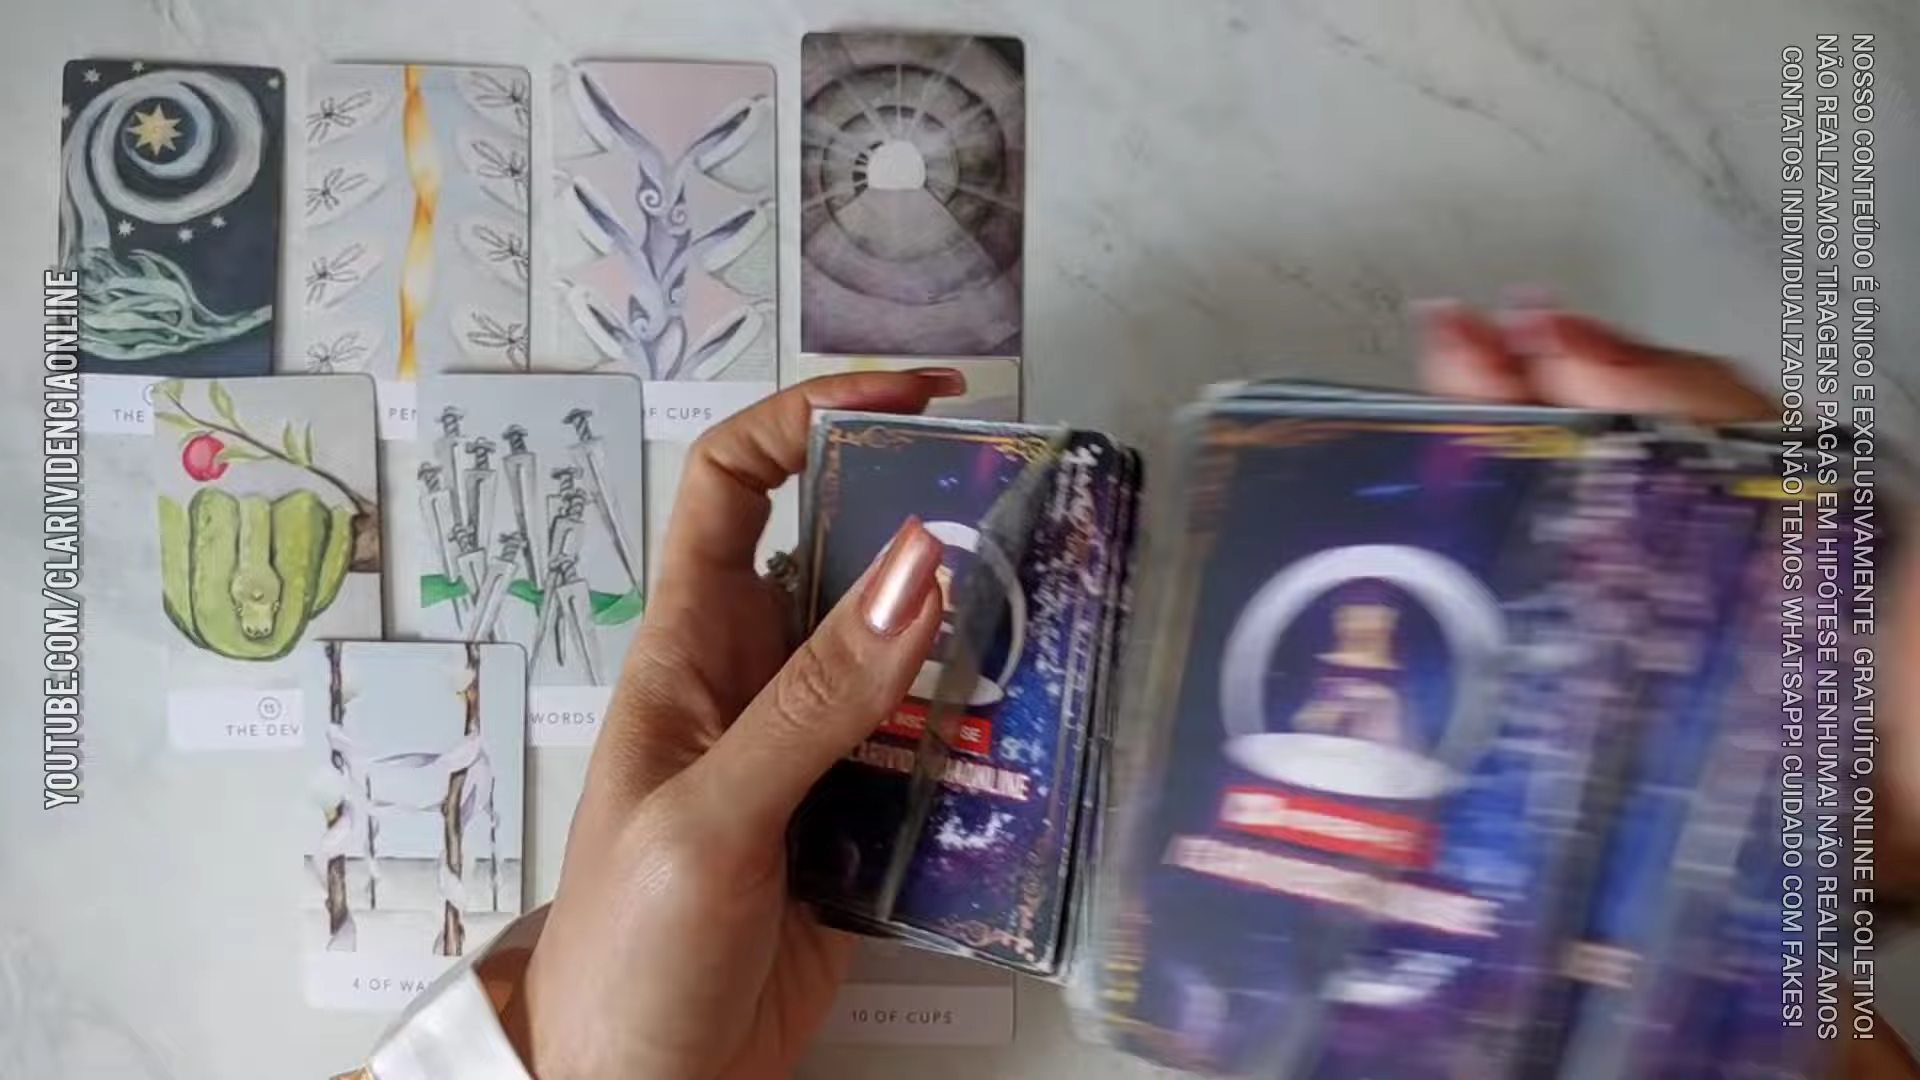 YOUTUBE.COM/CLARIVIDENCIAONLINE
THE
PEN
OF CUPS
15
THE DEV
WORDS
4 OF WA
10 OF CUPS
SE
NOSSO CONTEÚDO É ÚNICO E EXCLUSIVAMENTE GRATUÍTO, ONLINE E COLETIVO!
NÃO REALIZAMOS TIRAGENS PAGAS EM HIPÓTESE NENHUMA! NÃO REALIZAMOS
CONTATOS INDIVIDUALIZADOS! NÃO TEMOS WHATSAPP! CUIDADO COM FAKES!